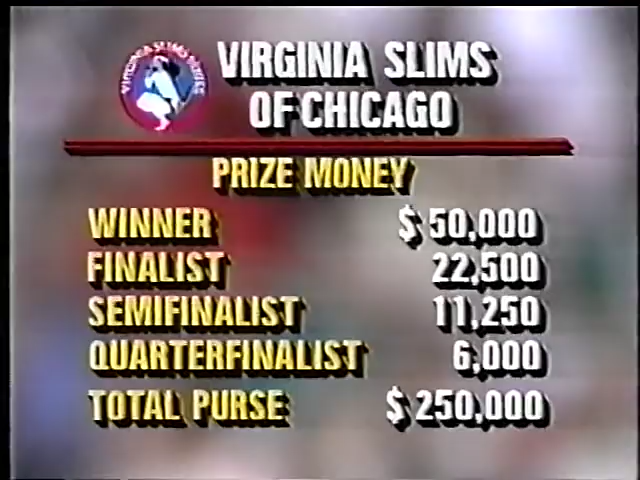 VIRGINIA SLIMS
OF CHICAGO
PRIZE MONEY
WINNER $ 50,000
FINALIST 22,500
SEMIFINALIST 11,250
QUARTERFINALIST 6,000
TOTAL PURSE $ 250,000